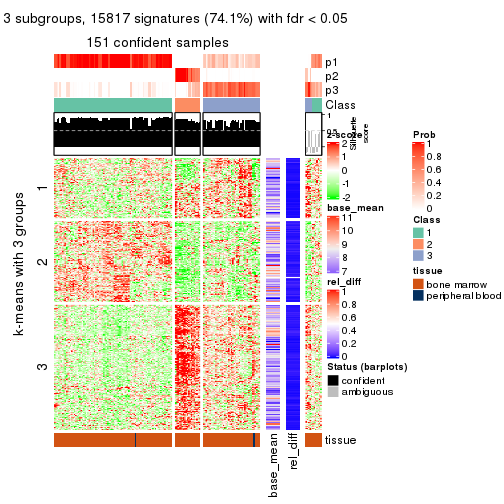 3 subgroups, 15817 signatures (74.1%) with fdr < 0.05
151 confident samples
p1
p2
p3
Class
1
0.5
0
Silhouette
score
z-score
2
1
0
-1
-2
base_mean
11
10
9
8
7
rel_diff
1
0.8
0.6
0.4
0.2
0
Status (barplots)
confident
ambiguous
Prob
1
0.8
0.6
0.4
0.2
0
Class
1
2
3
tissue
bone marrow
peripheral blood
k-means with 3 groups
1
2
3
tissue
base_mean
rel_diff